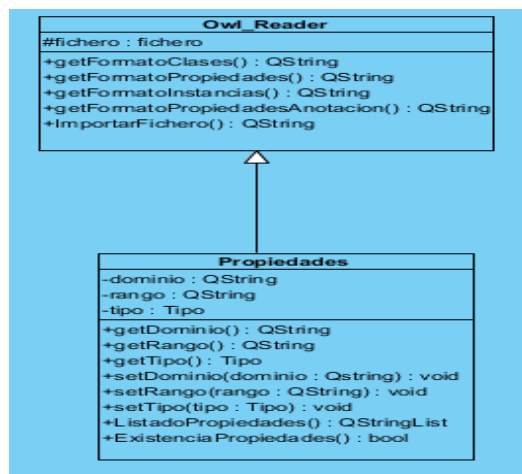 Owl_Reader
#fichero : fichero
+getFormatoClases() : QString
+getFormatoPropiedades() : QString
+getFormatoInstancias() : QString
+getFormatoPropiedadesAnotacion() : QString
+ImportarFichero() : QString
Propiedades
-dominio : QString
-rango : QString
-tipo : Tipo
+getDominio() : QString
+getRango() : QString
+getTipo() : Tipo
+setDominio(dominio : Qstring) : void
+setRango(rango : QString) : void
+setTipo(tipo : Tipo) : void
+ListadoPropiedades() : QStringList
+ExistenciaPropiedades() : bool